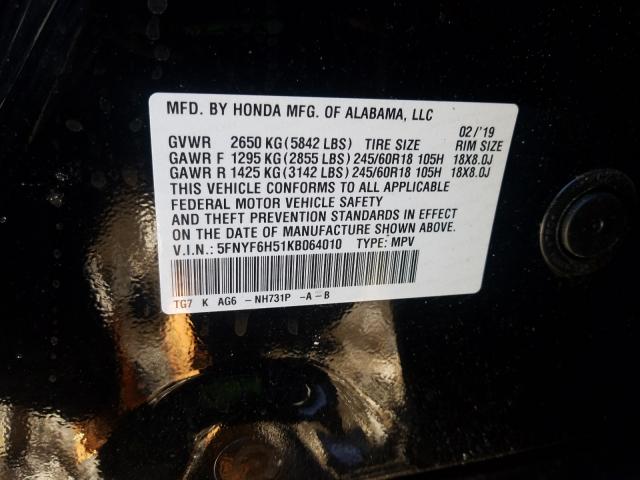 MFD. BY HONDA MFG. OF ALABAMA, LLC
02/'19
GVWR 2650 KG (5842 LBS) TIRE SIZE RIM SIZE
GAWR F 1295 KG (2855 LBS) 245/60R18 105H 18X8.0J
GAWR R 1425 KG (3142 LBS) 245/60R18 105H 18X8.0J
THIS VEHICLE CONFORMS TO ALL APPLICABLE
FEDERAL MOTOR VEHICLE SAFETY
AND THEFT PREVENTION STANDARDS IN EFFECT
ON THE DATE OF MANUFACTURE SHOWN ABOVE.
V.I.N.: 5FNYF6H51KB064010 TYPE: MPV
TG7 K AG6 -NH731P -A-B